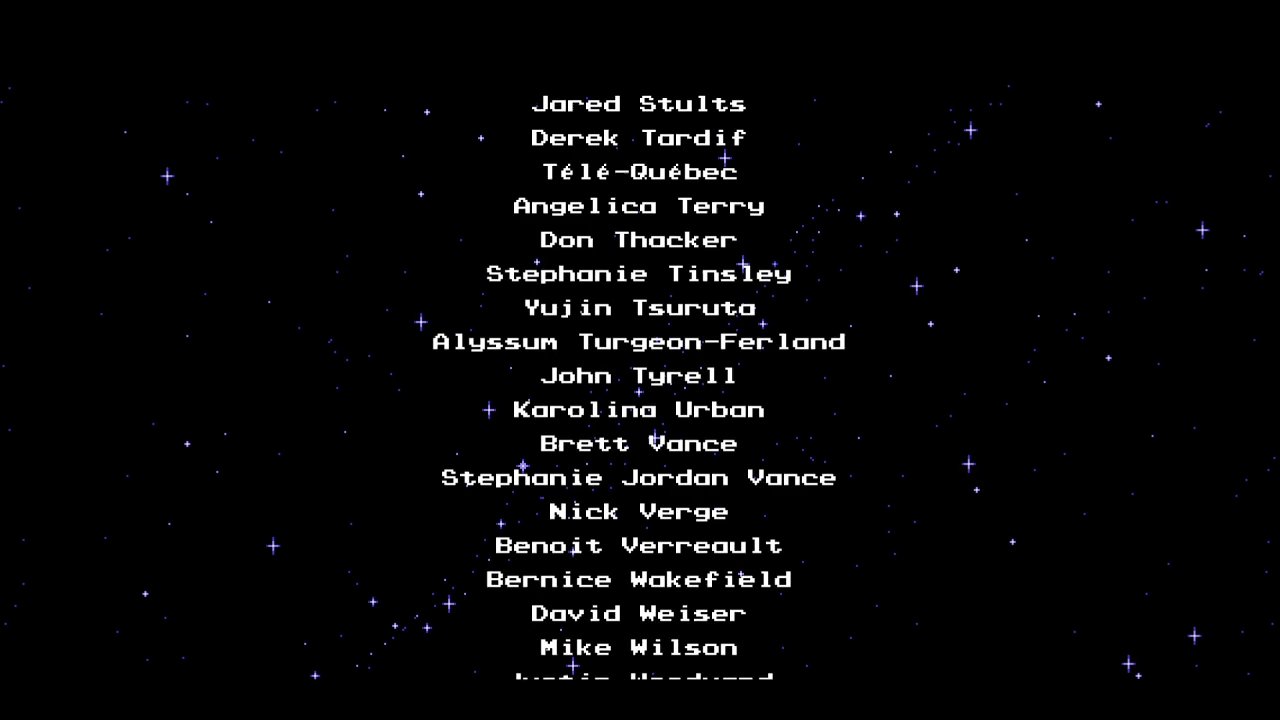 Jared Stults
Derek Tardif
Télé-Québec
Angelica Terry
Don Thacker
Stephanie Tinsley
Yujin Tsuruta
Alyssum Turgeon-Ferland
John Tyrell
Karolina Urban
Brett Vance
Stephanie Jordan Vance
Nick Verge
Benoit Verreault
Bernice Wakefield
David Weiser
Mike Wilson